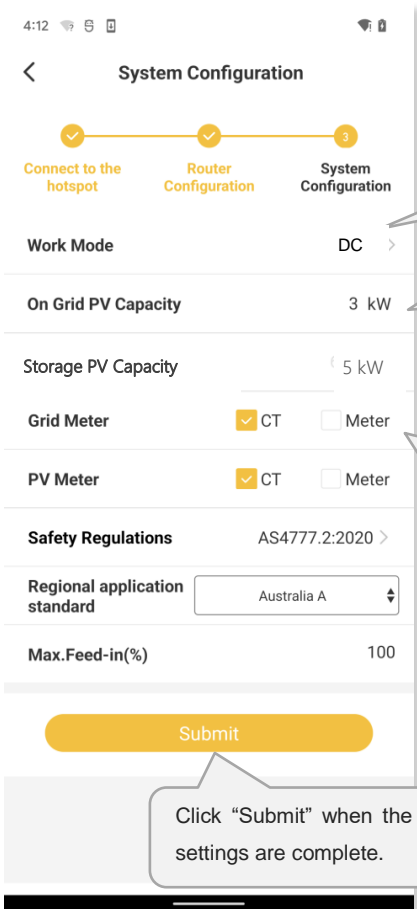 4:12
System Configuration
3
Connect to the
hotspot
Router
Configuration
System
Configuration
Work Mode DC
On Grid PV Capacity 3 kW
Storage PV Capacity 5 kW
Grid Meter CT Meter
PV Meter CT Meter
Safety Regulations AS4777.2:2020
Regional application
standard
Australia A
Max.Feed-in(%) 100
Submit
Click “Submit” when the
settings are complete.